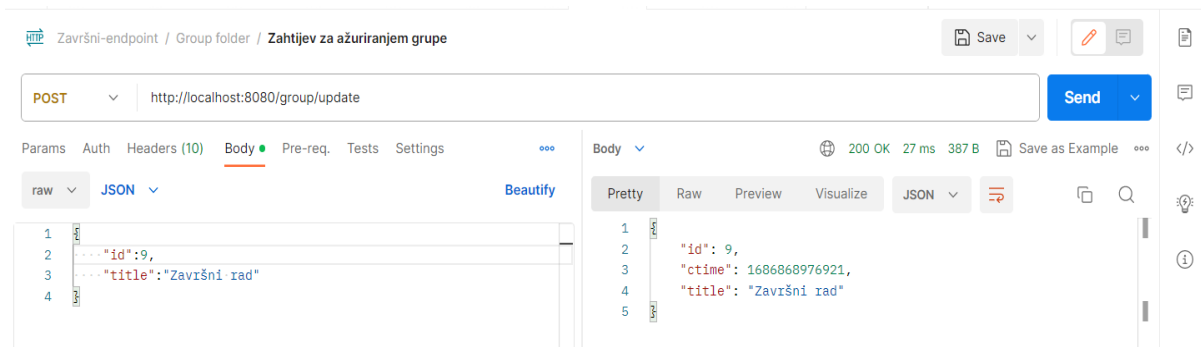 HTTP Završni-endpoint / Group folder / Zahtijev za ažuriranjem grupe Save
POST http://localhost:8080/group/update Send
Params Auth Headers (10) Body Pre-req. Tests Settings
raw JSON Beautify
1 {
2 "id":9,
3 "title":"Završni rad"
4 }
Body 200 OK 27 ms 387 B Save as Example
Pretty Raw Preview Visualize JSON
1 {
2 "id": 9,
3 "ctime": 1686868976921,
4 "title": "Završni rad"
5 }